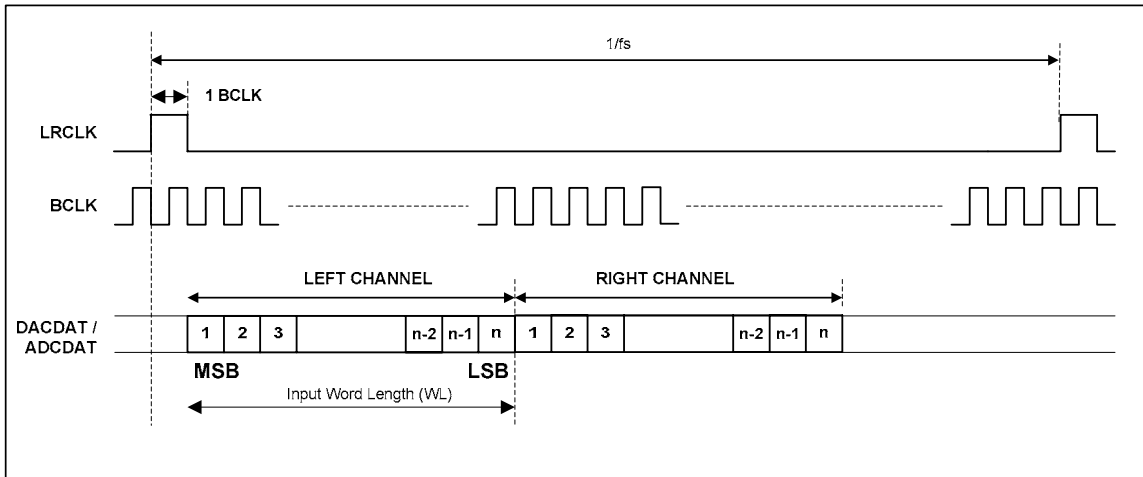 1/fs
1 BCLK
LRCLK
BCLK
LEFT CHANNEL RIGHT CHANNEL
DACDAT /
ADCDAT
1 2 3 n-2 n-1 n 1 2 3 n-2 n-1 n
MSB LSB
Input Word Length (WL)